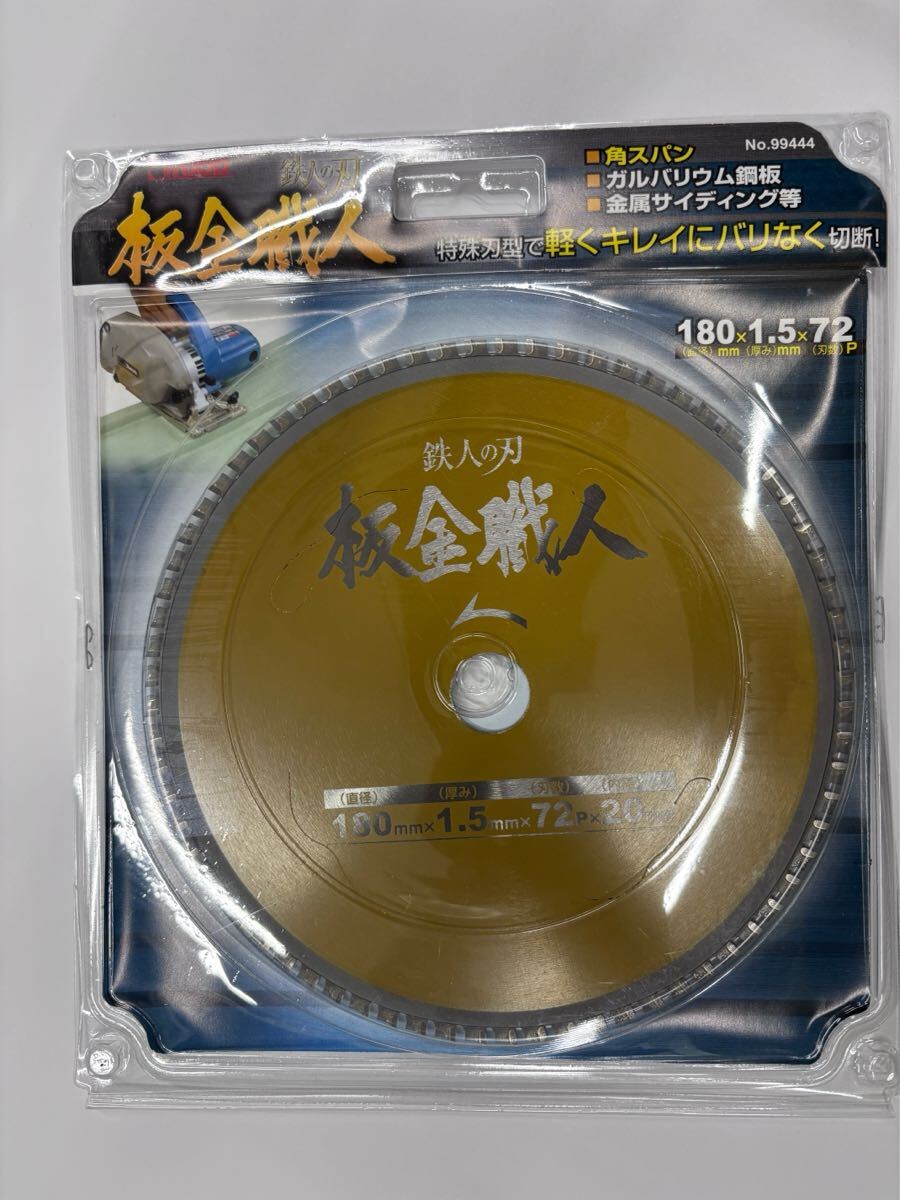 No.99444
鉄人の刃
板金職人
■角スパン
■ガルバリウム鋼板
■金属サイディング等
特殊刃型で軽くキレイにバリなく切断!
180×1.5×72
(直径)mm (厚み)mm (刃数)P
鉄人の刃
板金職人
(直径) (厚み) (刃数)
180mm×1.5mm×72P×20